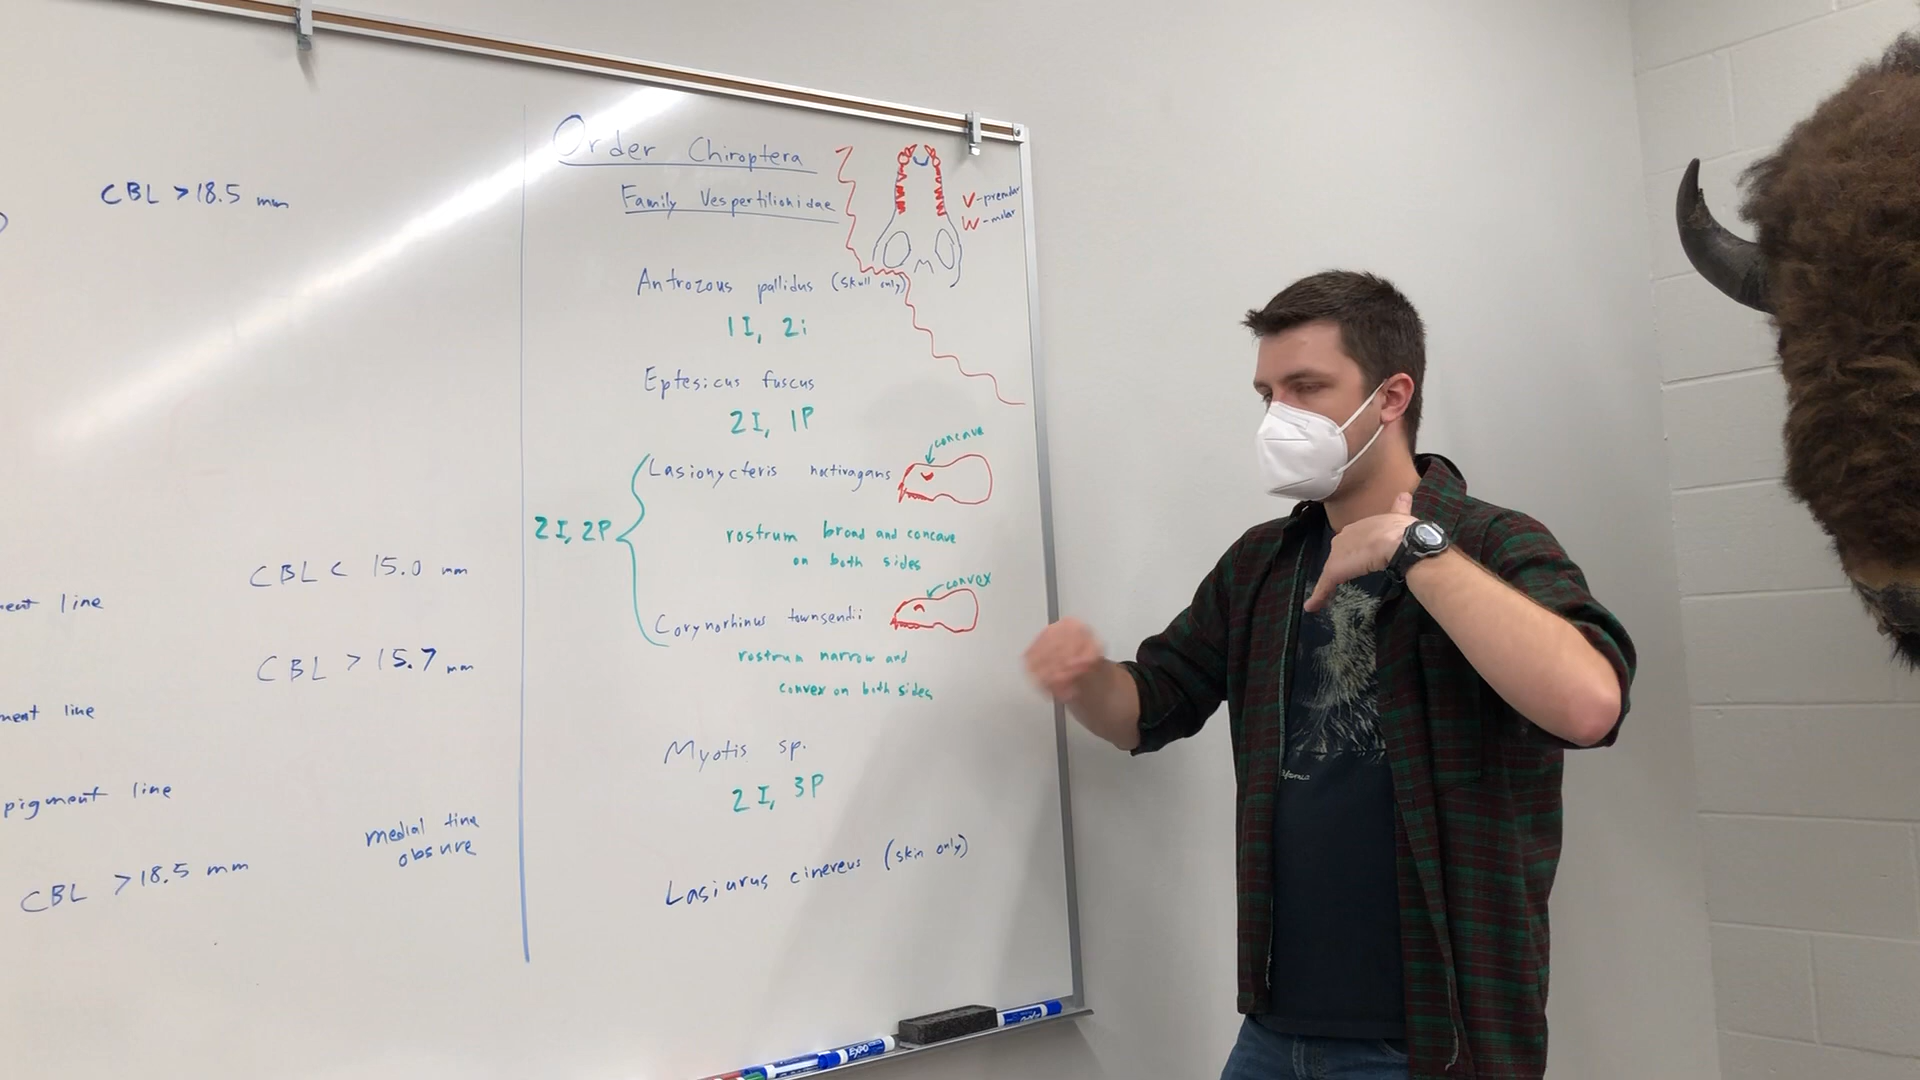 CBL > 18.5 mm
CBL < 15.0 mm
line
CBL > 15.7 mm
line
pigment line
medial tine
obsure
CBL > 18.5 mm
Order Chiroptera
Family Vespertilionidae
V-premolar
W-molar
Antrozous pallidus (skull only)
1I, 2i
Eptesicus fuscus
2I, 1P
concave
Lasionycteris noctivagans
2I, 2P
rostrum broad and concave
on both sides
convex
Corynorhinus townsendii
rostrum narrow and
convex on both sides
Myotis sp.
2I, 3P
Lasiurus cinereus (skin only)
EXPO